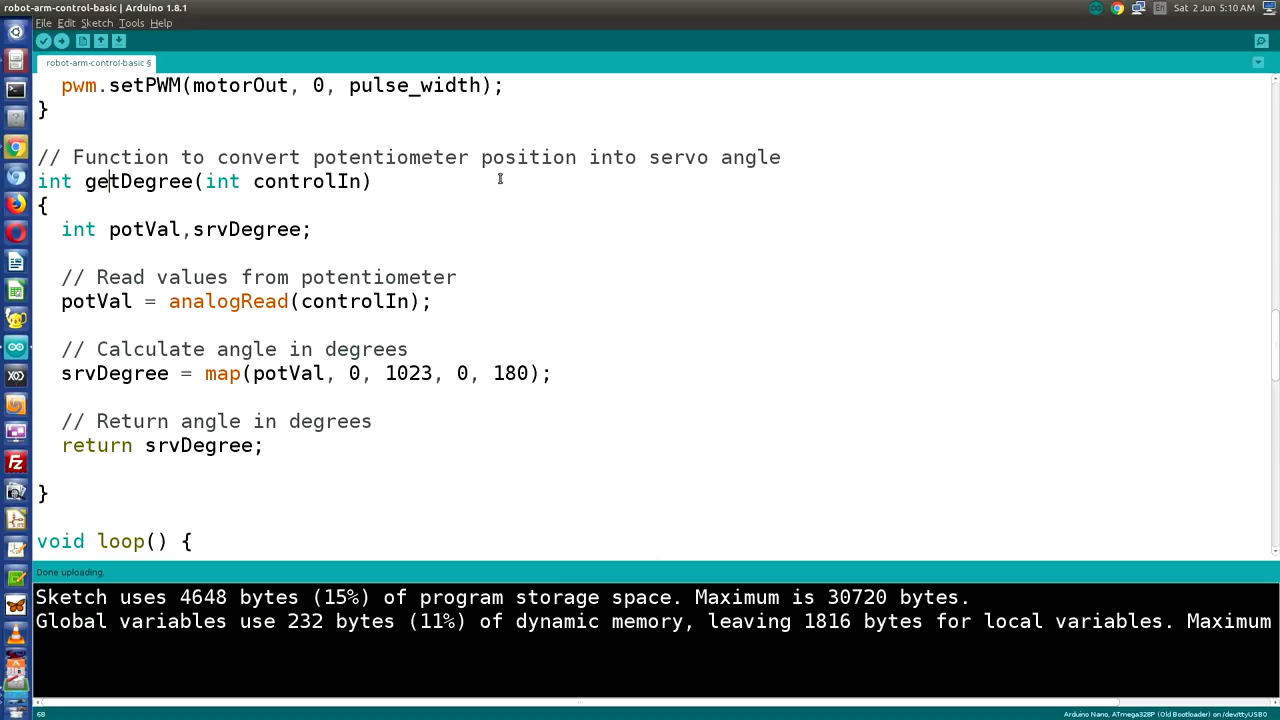 robot-arm-control-basic | Arduino 1.8.1
En
Sat 2 Jun 5:10 AM
File Edit Sketch Tools Help
robot-arm-control-basic §
pwm.setPWM(motorOut, 0, pulse_width);
}
// Function to convert potentiometer position into servo angle
int getDegree(int controlIn)
{
int potVal,srvDegree;
// Read values from potentiometer
potVal = analogRead(controlIn);
// Calculate angle in degrees
srvDegree = map(potVal, 0, 1023, 0, 180);
// Return angle in degrees
return srvDegree;
}
void loop() {
Done uploading.
Sketch uses 4648 bytes (15%) of program storage space. Maximum is 30720 bytes.
Global variables use 232 bytes (11%) of dynamic memory, leaving 1816 bytes for local variables. Maximum
68
Arduino Nano, ATmega328P (Old Bootloader) on /dev/ttyUSB0